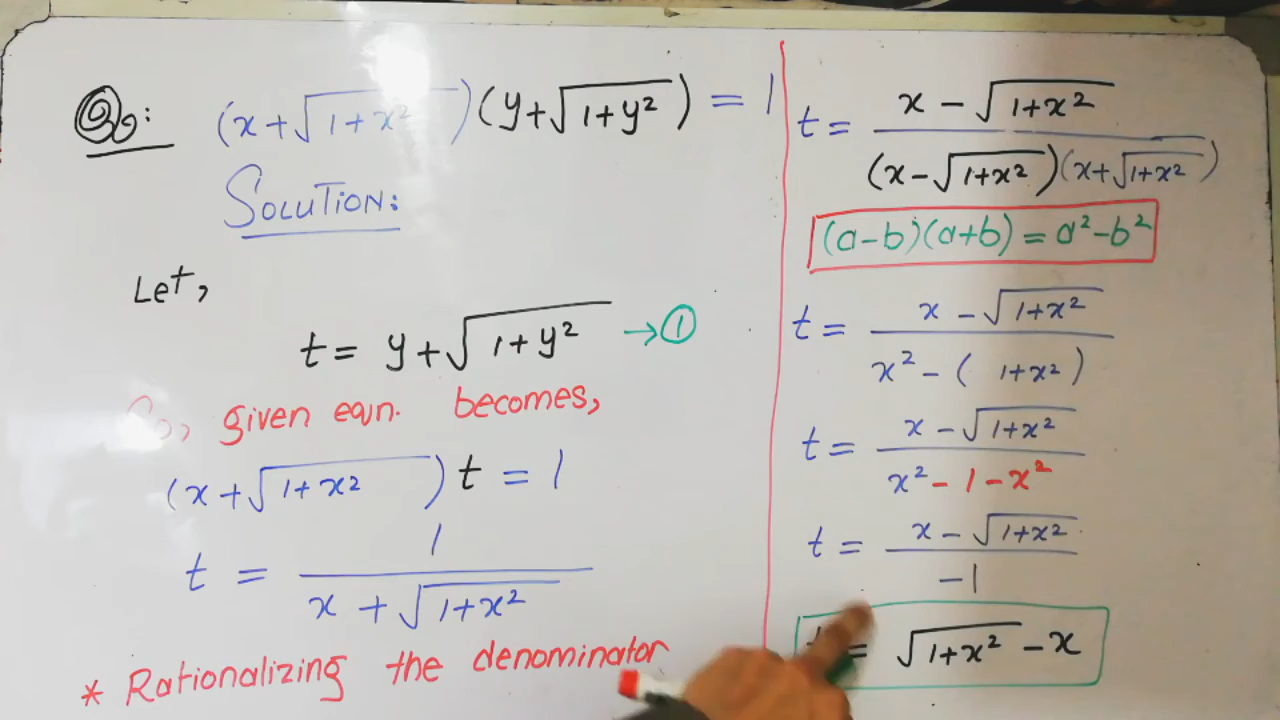 Q: (x+√1+x²)(y+√1+y²) = 1
SOLUTION:
Let,
t = y+√1+y² →①
So, given eqn. becomes,
(x+√1+x²) t = 1
t = 1 / x+√1+x²
* Rationalizing the denominator
t = x-√1+x² / (x-√1+x²)(x+√1+x²)
(a-b)(a+b) = a²-b²
t = x-√1+x² / x²-(1+x²)
t = x-√1+x² / x²-1-x²
t = x-√1+x² / -1
= √1+x² - x